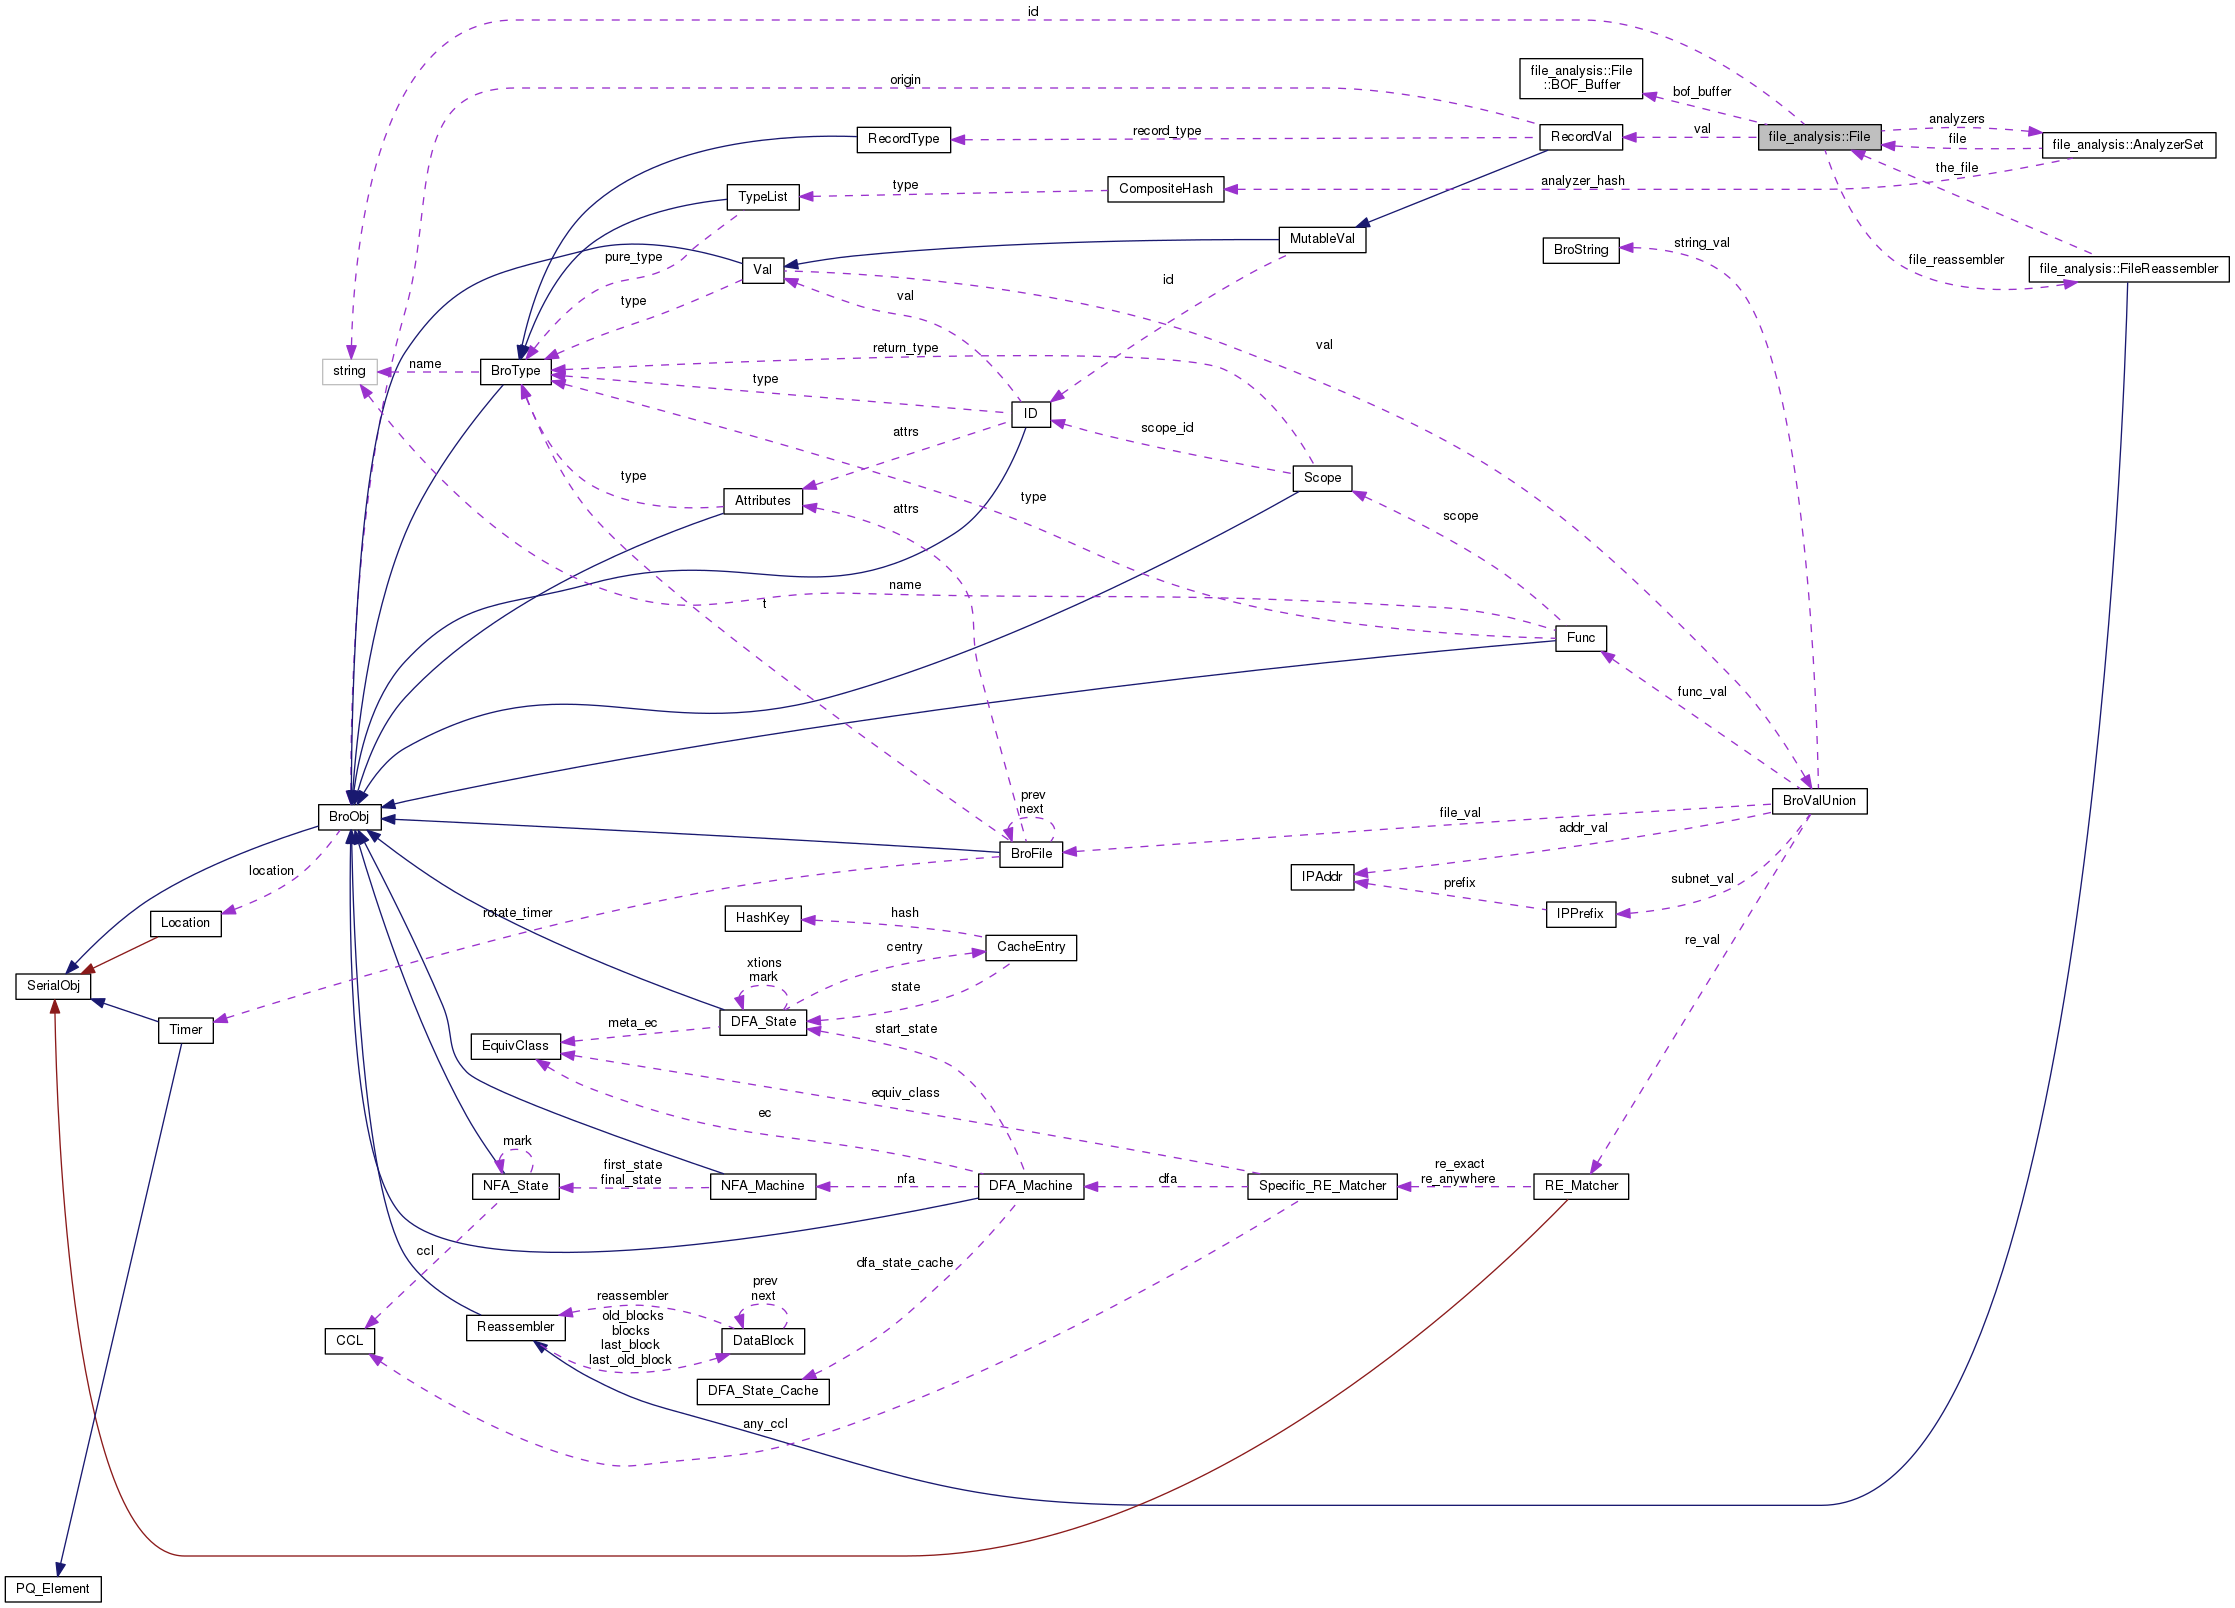 id
file_analysis::File
::BOF_Buffer
origin
bof_buffer
analyzers
RecordType
record_type
RecordVal
val
file_analysis::File
file
file_analysis::AnalyzerSet
the_file
TypeList
type
CompositeHash
analyzer_hash
MutableVal
BroString
string_val
pure_type
Val
file_reassembler
file_analysis::FileReassembler
id
type
val
return_type
val
string
name
BroType
type
ID
attrs
scope_id
Scope
type
Attributes
type
attrs
scope
name
t
Func
func_val
prev
next
BroValUnion
BroObj
file_val
addr_val
BroFile
location
IPAddr
prefix
subnet_val
Location
rotate_timer
HashKey
hash
IPPrefix
centry
CacheEntry
re_val
xtions
mark
SerialObj
state
Timer
meta_ec
DFA_State
start_state
EquivClass
equiv_class
ec
mark
first_state
final_state
re_exact
re_anywhere
NFA_State
NFA_Machine
nfa
DFA_Machine
dfa
Specific_RE_Matcher
RE_Matcher
ccl
dfa_state_cache
prev
next
reassembler
old_blocks
blocks
last_block
last_old_block
CCL
Reassembler
DataBlock
DFA_State_Cache
any_ccl
PQ_Element